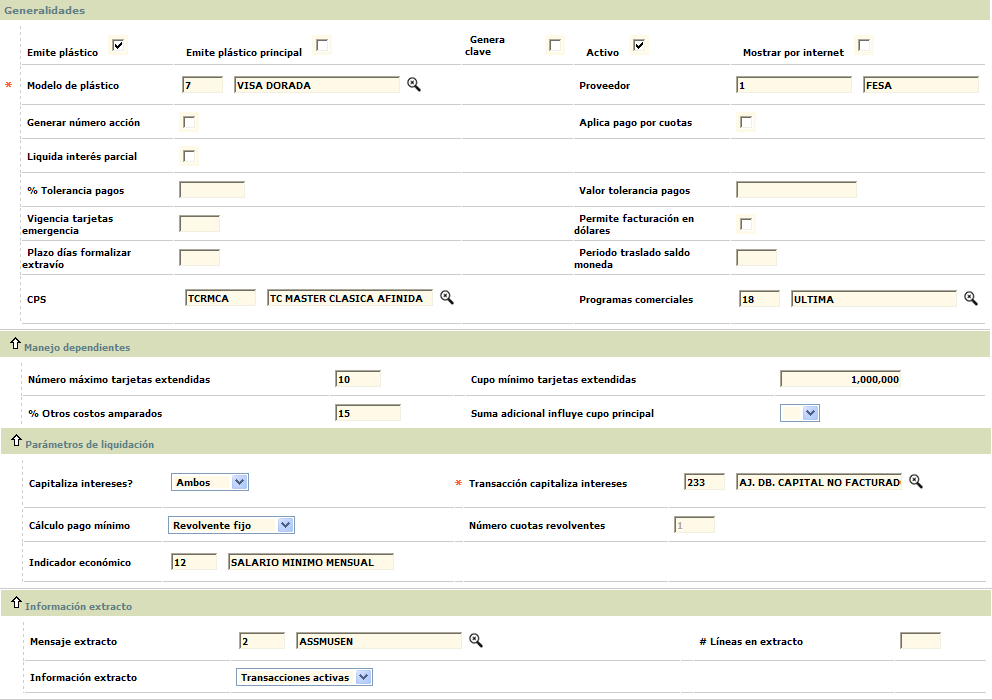 Generalidades
Emite plástico Emite plástico principal Genera clave Activo Mostrar por internet
* Modelo de plástico 7 VISA DORADA Proveedor 1 FESA
Generar número acción Aplica pago por cuotas
Liquida interés parcial
% Tolerancia pagos Valor tolerancia pagos
Vigencia tarjetas emergencia Permite facturación en dólares
Plazo días formalizar extravío Periodo traslado saldo moneda
CPS TCRMCA TC MASTER CLASICA AFINIDA Programas comerciales 18 ULTIMA
Manejo dependientes
Número máximo tarjetas extendidas 10 Cupo mínimo tarjetas extendidas 1,000,000
% Otros costos amparados 15 Suma adicional influye cupo principal
Parámetros de liquidación
Capitaliza intereses? Ambos * Transacción capitaliza intereses 233 AJ. DB. CAPITAL NO FACTURAD
Cálculo pago mínimo Revolvente fijo Número cuotas revolventes 1
Indicador económico 12 SALARIO MINIMO MENSUAL
Información extracto
Mensaje extracto 2 ASSMUSEN # Líneas en extracto
Información extracto Transacciones activas